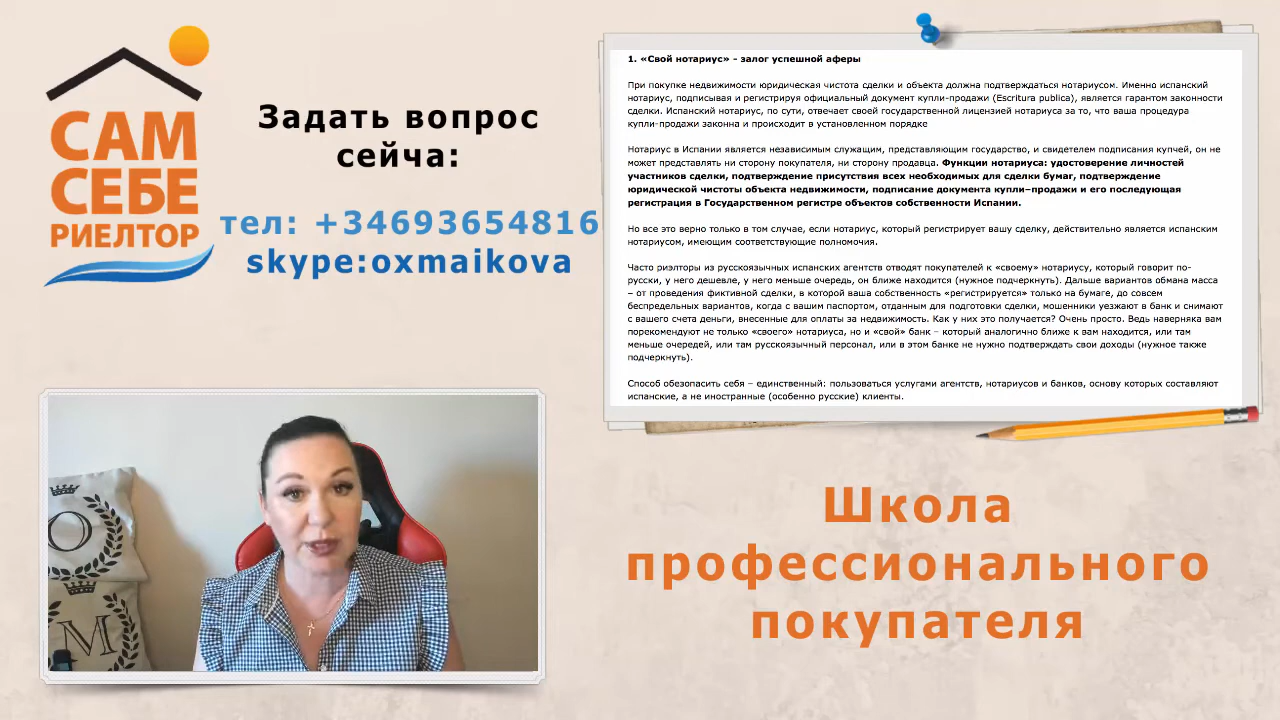 САМ
СЕБЕ
РИЕЛТОР
Задать вопрос
сейча:
тел: +34693654816
skype:oxmaikova
1. «Свой нотариус» - залог успешной аферы
При покупке недвижимости юридическая чистота сделки и объекта должна подтверждаться нотариусом. Именно испанский
нотариус, подписывая и регистрируя официальный документ купли-продажи (Escritura publica), является гарантом законности
сделки. Испанский нотариус, по сути, отвечает своей государственной лицензией нотариуса за то, что ваша процедура
купли-продажи законна и происходит в установленном порядке
Нотариус в Испании является независимым служащим, представляющим государство, и свидетелем подписания купчей, он не
может представлять ни сторону покупателя, ни сторону продавца. Функции нотариуса: удостоверение личностей
участников сделки, подтверждение присутствия всех необходимых для сделки бумаг, подтверждение
юридической чистоты объекта недвижимости, подписание документа купли–продажи и его последующая
регистрация в Государственном регистре объектов собственности Испании.
Но все это верно только в том случае, если нотариус, который регистрирует вашу сделку, действительно является испанским
нотариусом, имеющим соответствующие полномочия.
Часто риэлторы из русскоязычных испанских агентств отводят покупателей к «своему» нотариусу, который говорит по-
русски, у него дешевле, у него меньше очередь, он ближе находится (нужное подчеркнуть). Дальше вариантов обмана масса
– от проведения фиктивной сделки, в которой ваша собственность «регистрируется» только на бумаге, до совсем
беспредельных вариантов, когда с вашим паспортом, отданным для подготовки сделки, мошенники уезжают в банк и снимают
с вашего счета деньги, внесенные для оплаты за недвижимость. Как у них это получается? Очень просто. Ведь наверняка вам
порекомендуют не только «своего» нотариуса, но и «свой» банк – который аналогично ближе к вам находится, или там
меньше очередей, или там русскоязычный персонал, или в этом банке не нужно подтверждать свои доходы (нужное также
подчеркнуть).
Способ обезопасить себя – единственный: пользоваться услугами агентств, нотариусов и банков, основу которых составляют
испанские, а не иностранные (особенно русские) клиенты.
O
M
Школа
профессионального
покупателя